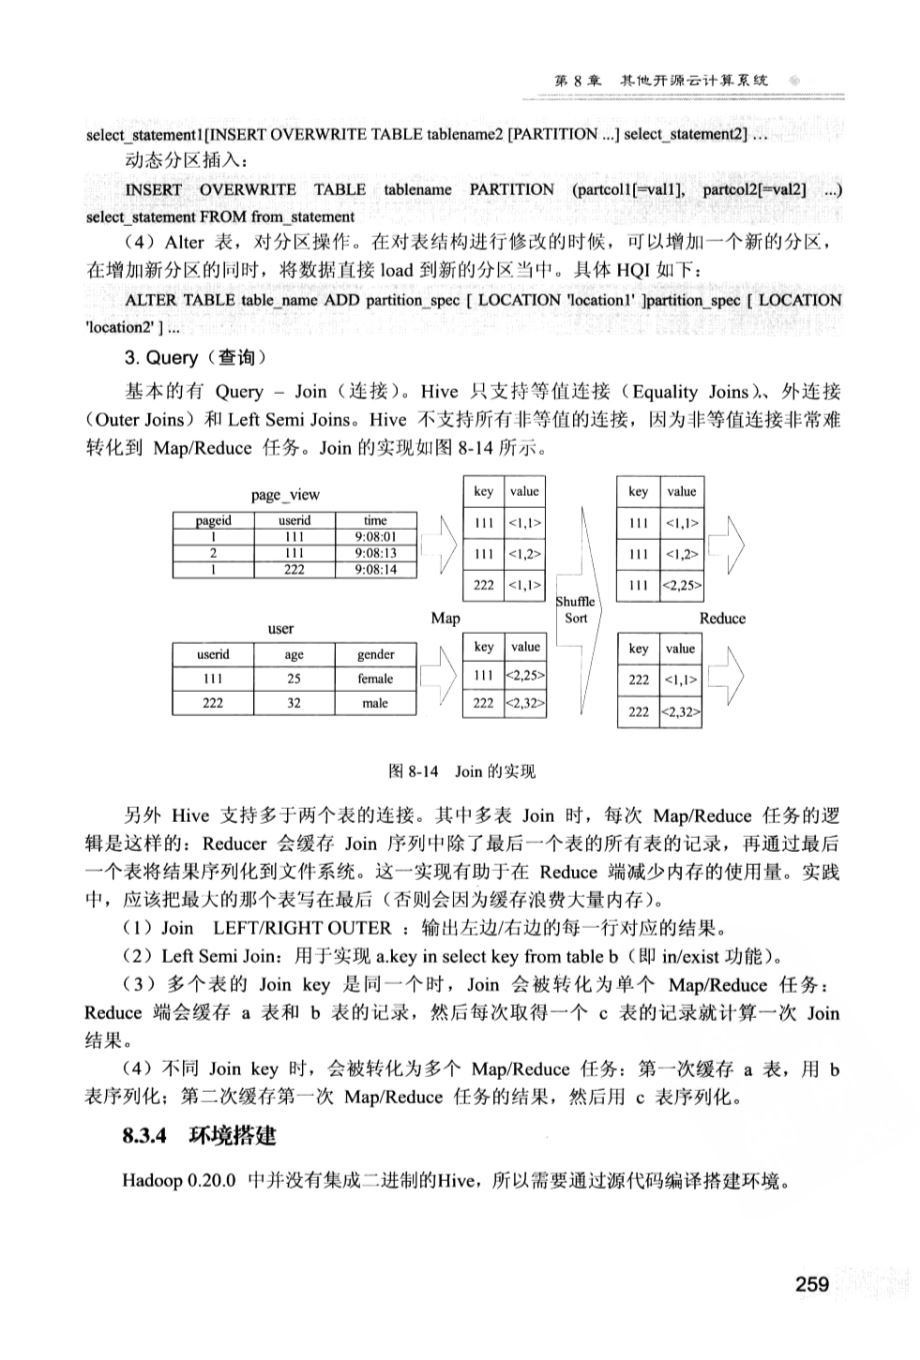 第 8 章 其他开源云计算系统
select_statement1[INSERT OVERWRITE TABLE tablename2 [PARTITION ...] select_statement2] …
动态分区插入：
INSERT OVERWRITE TABLE tablename PARTITION (partcol1[=val1], partcol2[=val2] ...)
select_statement FROM from_statement
（4）Alter 表，对分区操作。在对表结构进行修改的时候，可以增加一个新的分区，
在增加新分区的同时，将数据直接 load 到新的分区当中。具体 HQl 如下：
ALTER TABLE table_name ADD partition_spec [ LOCATION 'location1' ]partition_spec [ LOCATION
'location2' ] ...
3. Query（查询）
基本的有 Query – Join（连接）。Hive 只支持等值连接（Equality Joins）、外连接
（Outer Joins）和 Left Semi Joins。Hive 不支持所有非等值的连接，因为非等值连接非常难
转化到 Map/Reduce 任务。Join 的实现如图 8-14 所示。
page_view
pageid userid time
1 111 9:08:01
2 111 9:08:13
1 222 9:08:14
user
userid age gender
111 25 female
222 32 male
Map
key value
111 <1,1>
111 <1,2>
222 <1,1>
key value
111 <2,25>
222 <2,32>
Shuffle
Sort
key value
111 <1,1>
111 <1,2>
111 <2,25>
key value
222 <1,1>
222 <2,32>
Reduce
图 8-14 Join 的实现
另外 Hive 支持多于两个表的连接。其中多表 Join 时，每次 Map/Reduce 任务的逻
辑是这样的：Reducer 会缓存 Join 序列中除了最后一个表的所有表的记录，再通过最后
一个表将结果序列化到文件系统。这一实现有助于在 Reduce 端减少内存的使用量。实践
中，应该把最大的那个表写在最后（否则会因为缓存浪费大量内存）。
（1）Join LEFT/RIGHT OUTER ：输出左边/右边的每一行对应的结果。
（2）Left Semi Join：用于实现 a.key in select key from table b（即 in/exist 功能）。
（3）多个表的 Join key 是同一个时，Join 会被转化为单个 Map/Reduce 任务：
Reduce 端会缓存 a 表和 b 表的记录，然后每次取得一个 c 表的记录就计算一次 Join
结果。
（4）不同 Join key 时，会被转化为多个 Map/Reduce 任务：第一次缓存 a 表，用 b
表序列化；第二次缓存第一次 Map/Reduce 任务的结果，然后用 c 表序列化。
8.3.4 环境搭建
Hadoop 0.20.0 中并没有集成二进制的Hive，所以需要通过源代码编译搭建环境。
259